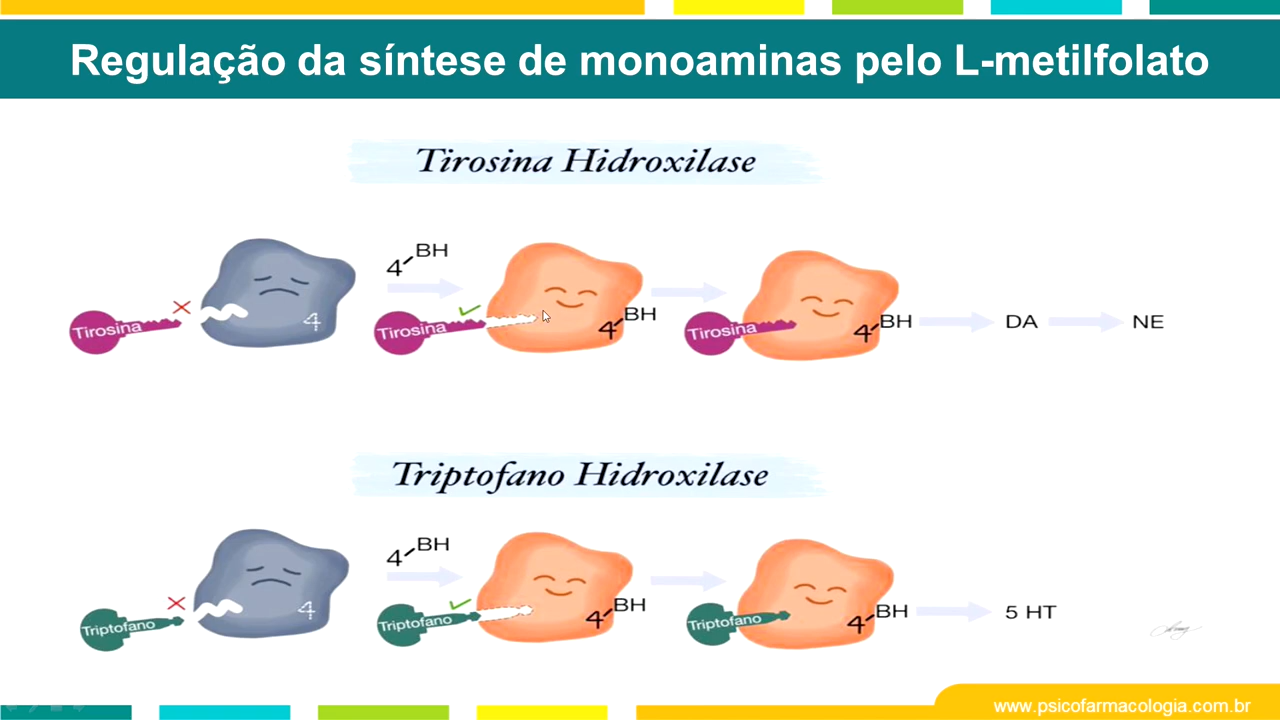 Regulação da síntese de monoaminas pelo L-metilfolato
Tirosina Hidroxilase
4 BH
Tirosina
4
Tirosina
4 BH
Tirosina
4 BH
DA
NE
Triptofano Hidroxilase
4 BH
Triptofano
4
Triptofano
4 BH
Triptofano
4 BH
5 HT
www.psicofarmacologia.com.br